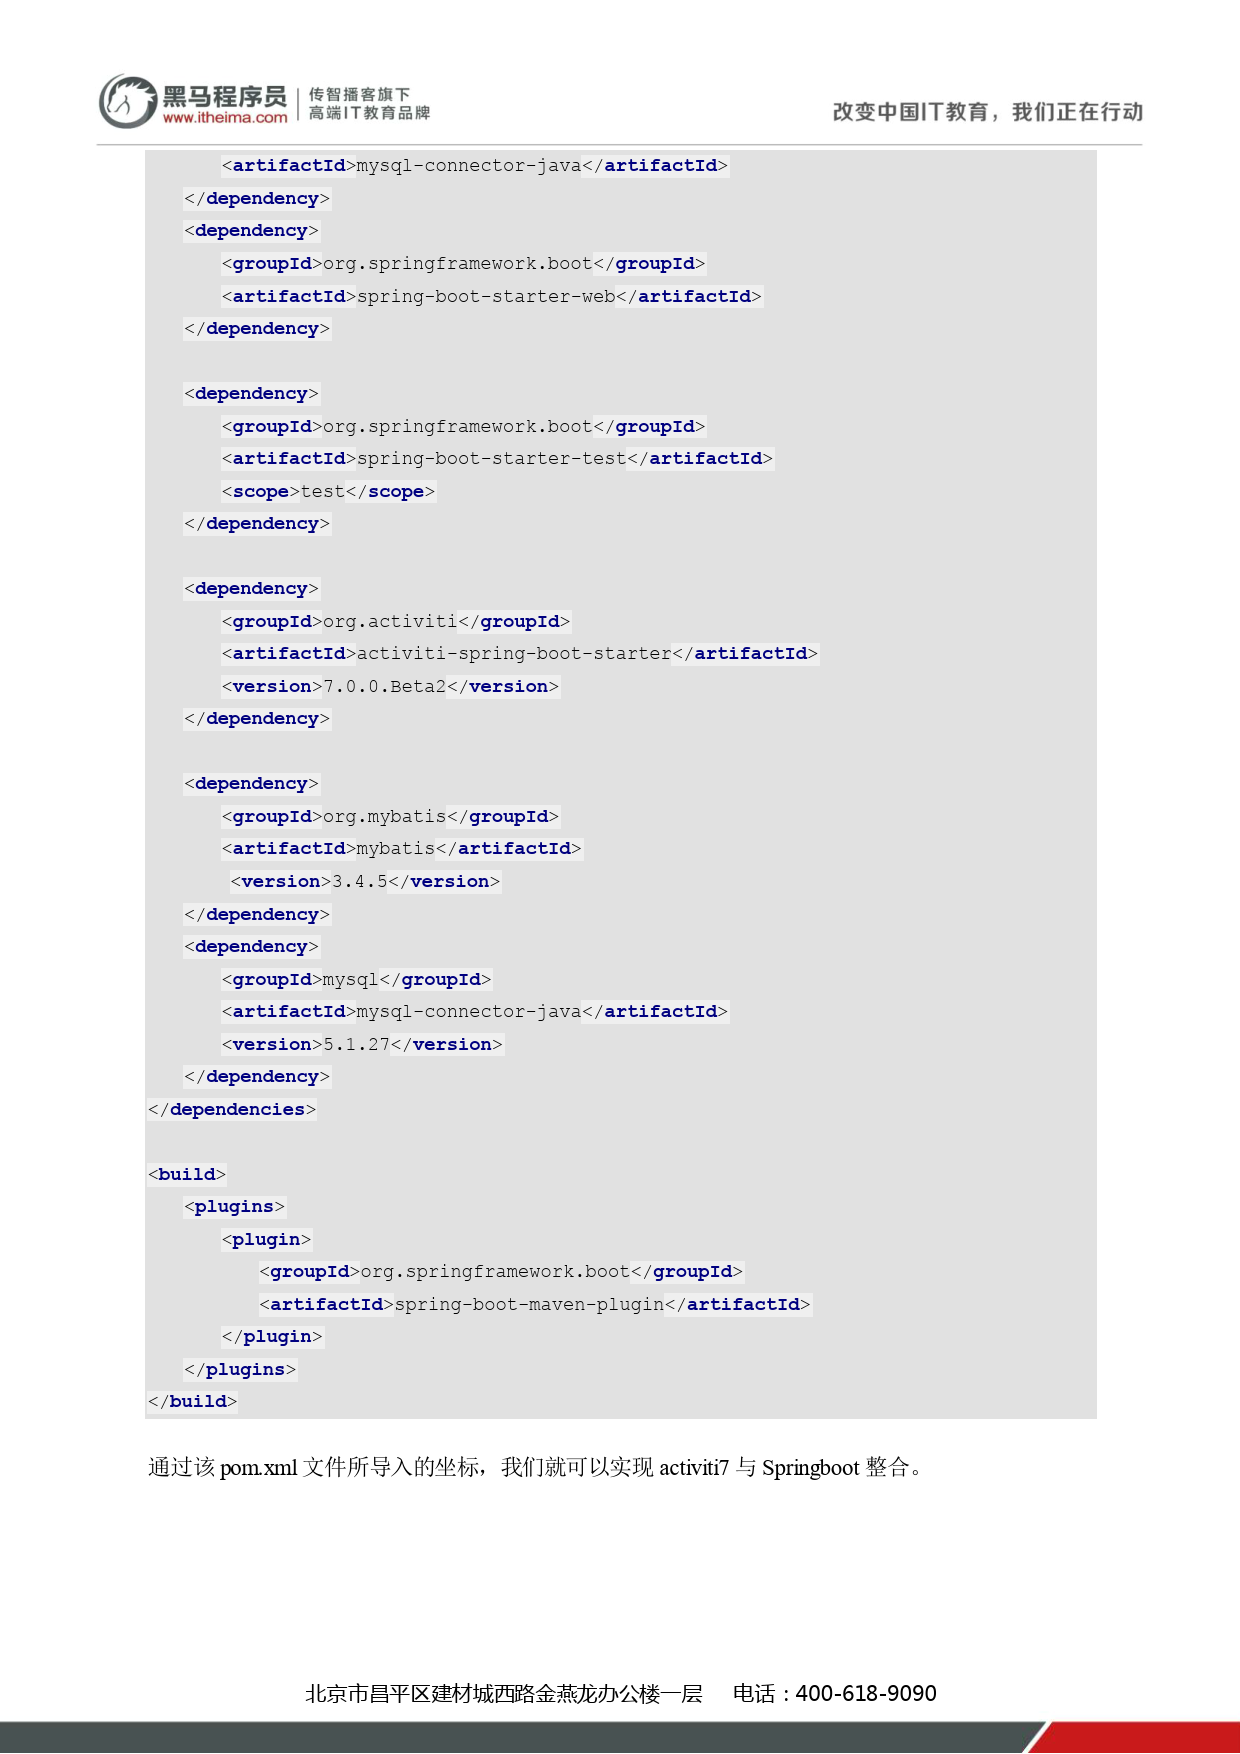 黑马程序员
www.itheima.com
传智播客旗下
高端IT教育品牌
改变中国IT教育，我们正在行动
<artifactId>mysql-connector-java</artifactId>
</dependency>
<dependency>
<groupId>org.springframework.boot</groupId>
<artifactId>spring-boot-starter-web</artifactId>
</dependency>
<dependency>
<groupId>org.springframework.boot</groupId>
<artifactId>spring-boot-starter-test</artifactId>
<scope>test</scope>
</dependency>
<dependency>
<groupId>org.activiti</groupId>
<artifactId>activiti-spring-boot-starter</artifactId>
<version>7.0.0.Beta2</version>
</dependency>
<dependency>
<groupId>org.mybatis</groupId>
<artifactId>mybatis</artifactId>
<version>3.4.5</version>
</dependency>
<dependency>
<groupId>mysql</groupId>
<artifactId>mysql-connector-java</artifactId>
<version>5.1.27</version>
</dependency>
</dependencies>
<build>
<plugins>
<plugin>
<groupId>org.springframework.boot</groupId>
<artifactId>spring-boot-maven-plugin</artifactId>
</plugin>
</plugins>
</build>
通过该 pom.xml 文件所导入的坐标，我们就可以实现 activiti7 与 Springboot 整合。
北京市昌平区建材城西路金燕龙办公楼一层 电话：400-618-9090